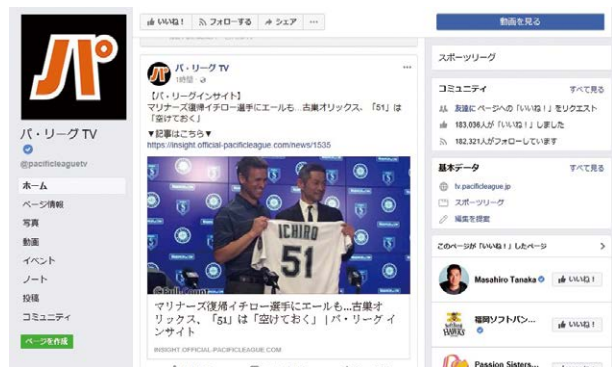 パ
パ・リーグ TV
@pacificleaguetv
ホーム
ページ情報
写真
動画
イベント
ノート
投稿
コミュニティ
ページを作成
いいね！ フォローする シェア …
パ・リーグ TV
1時間
【パ・リーグインサイト】
マリナーズ復帰イチロー選手にエールも...古巣オリックス、「51」は
「空けておく」
▼記事はこちら▼
https://insight.official-pacificleague.com/news/1535
ICHIRO
51
マリナーズ復帰イチロー選手にエールも...古巣オ
リックス、「51」は「空けておく」 | パ・リーグ イ
ンサイト
INSIGHT.OFFICIAL-PACIFICLEAGUE.COM
動画を見る
スポーツリーグ
コミュニティ すべて見る
友達に ページへの「いいね！」をリクエスト
183,036人が「いいね！」しました
182,321人がフォローしています
基本データ すべて見る
tv.pacificleague.jp
スポーツリーグ
編集を提案
このページが「いいね！」したページ
Masahiro Tanaka いいね！
福岡ソフトバン... いいね！
HAWKS
Passion Sisters...